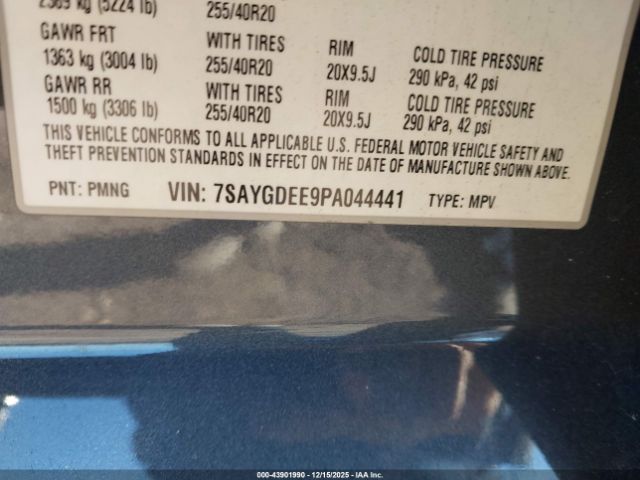 2369 kg (5224 lb) 255/40R20
GAWR FRT WITH TIRES RIM COLD TIRE PRESSURE
1363 kg (3004 lb) 255/40R20 20X9.5J 290 kPa, 42 psi
GAWR RR WITH TIRES RIM COLD TIRE PRESSURE
1500 kg (3306 lb) 255/40R20 20X9.5J 290 kPa, 42 psi
THIS VEHICLE CONFORMS TO ALL APPLICABLE U.S. FEDERAL MOTOR VEHICLE SAFETY AND
THEFT PREVENTION STANDARDS IN EFFECT ON THE DATE OF MANUFACTURE SHOWN ABOVE.
PNT: PMNG VIN: 7SAYGDEE9PA044441 TYPE: MPV
000-43901990 - 12/15/2025 - IAA Inc.